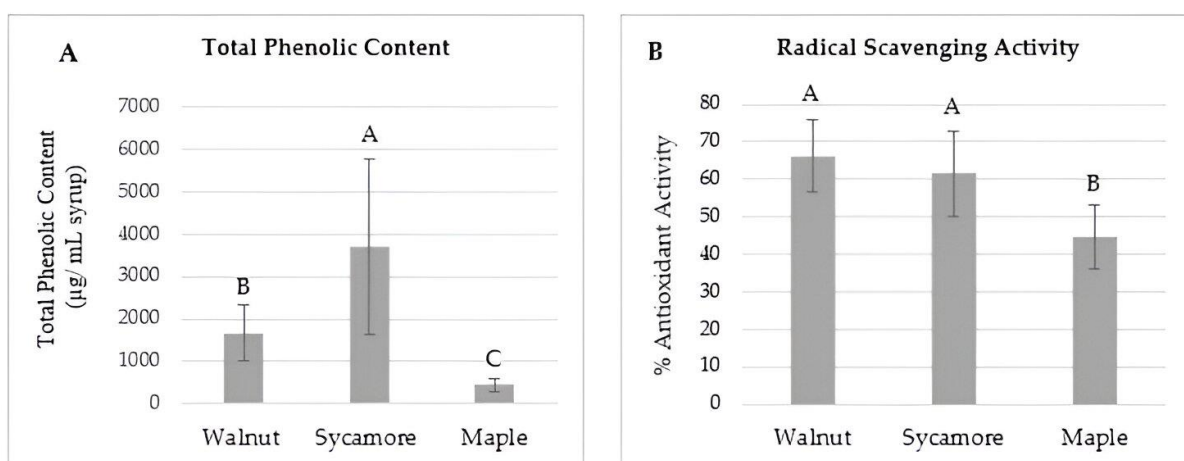 A Total Phenolic Content
Total Phenolic Content
(µg/ mL syrup)
7000
6000
5000
4000
3000
2000
1000
0
B
A
C
Walnut Sycamore Maple
B Radical Scavenging Activity
% Antioxidant Activity
80
70
60
50
40
30
20
10
0
A
A
B
Walnut Sycamore Maple